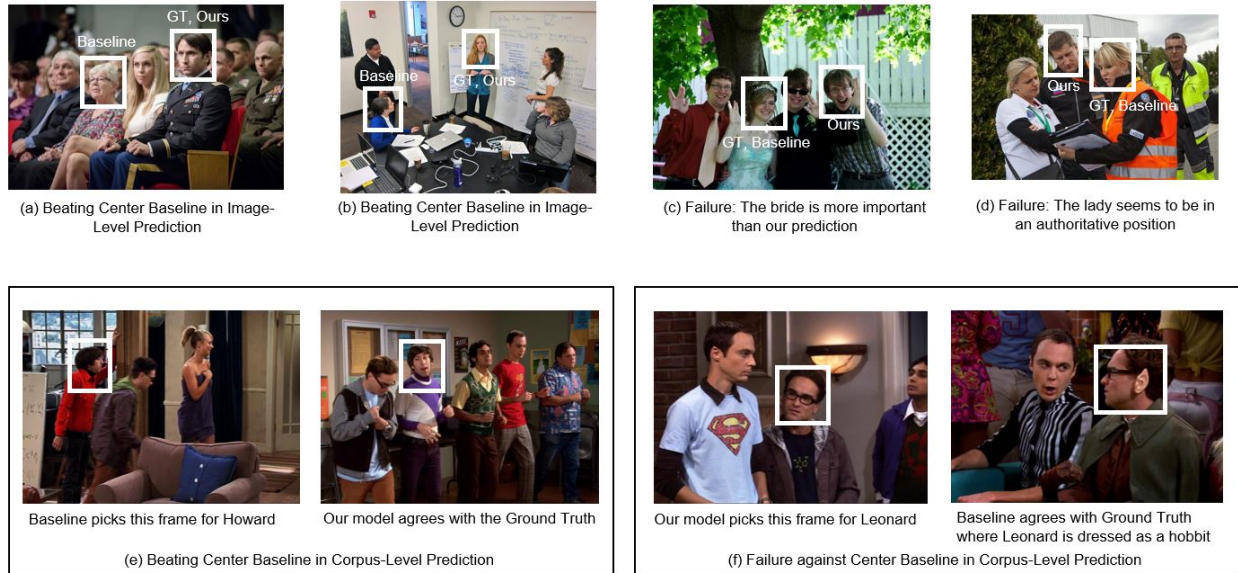 Baseline
GT, Ours
(a) Beating Center Baseline in Image-
Level Prediction
Baseline
GT, Ours
(b) Beating Center Baseline in Image-
Level Prediction
GT, Baseline
Ours
(c) Failure: The bride is more important
than our prediction
Ours
GT, Baseline
(d) Failure: The lady seems to be in
an authoritative position
Baseline picks this frame for Howard
Our model agrees with the Ground Truth
(e) Beating Center Baseline in Corpus-Level Prediction
Our model picks this frame for Leonard
Baseline agrees with Ground Truth
where Leonard is dressed as a hobbit
(f) Failure against Center Baseline in Corpus-Level Prediction